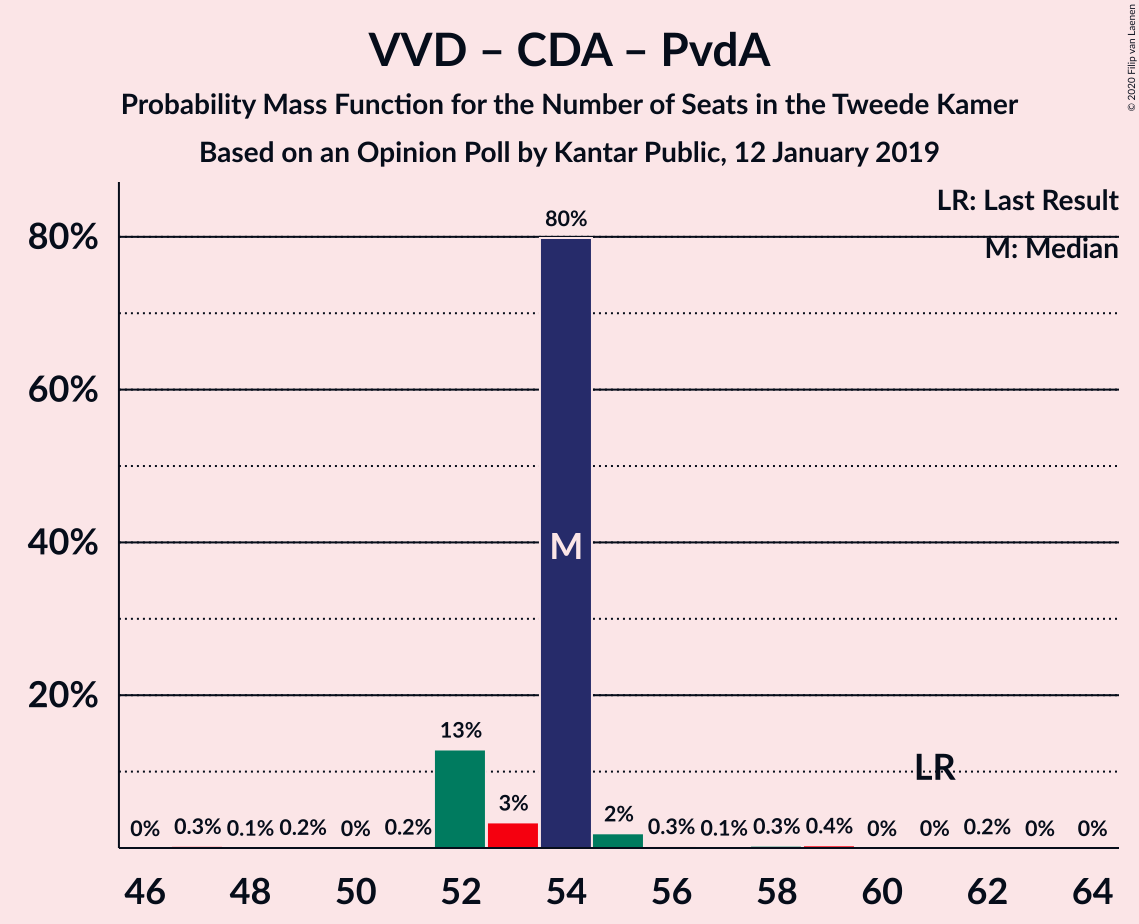 VVD – CDA – PvdA
Probability Mass Function for the Number of Seats in the Tweede Kamer
Based on an Opinion Poll by Kantar Public, 12 January 2019
© 2020 Filip van Laenen
LR: Last Result
M: Median
80%
60%
40%
20%
0% 0.3% 0.1% 0.2% 0% 0.2% 13% 3% 80% 2% 0.3% 0.1% 0.3% 0.4% 0% 0% 0.2% 0% 0%
M
LR
46 48 50 52 54 56 58 60 62 64